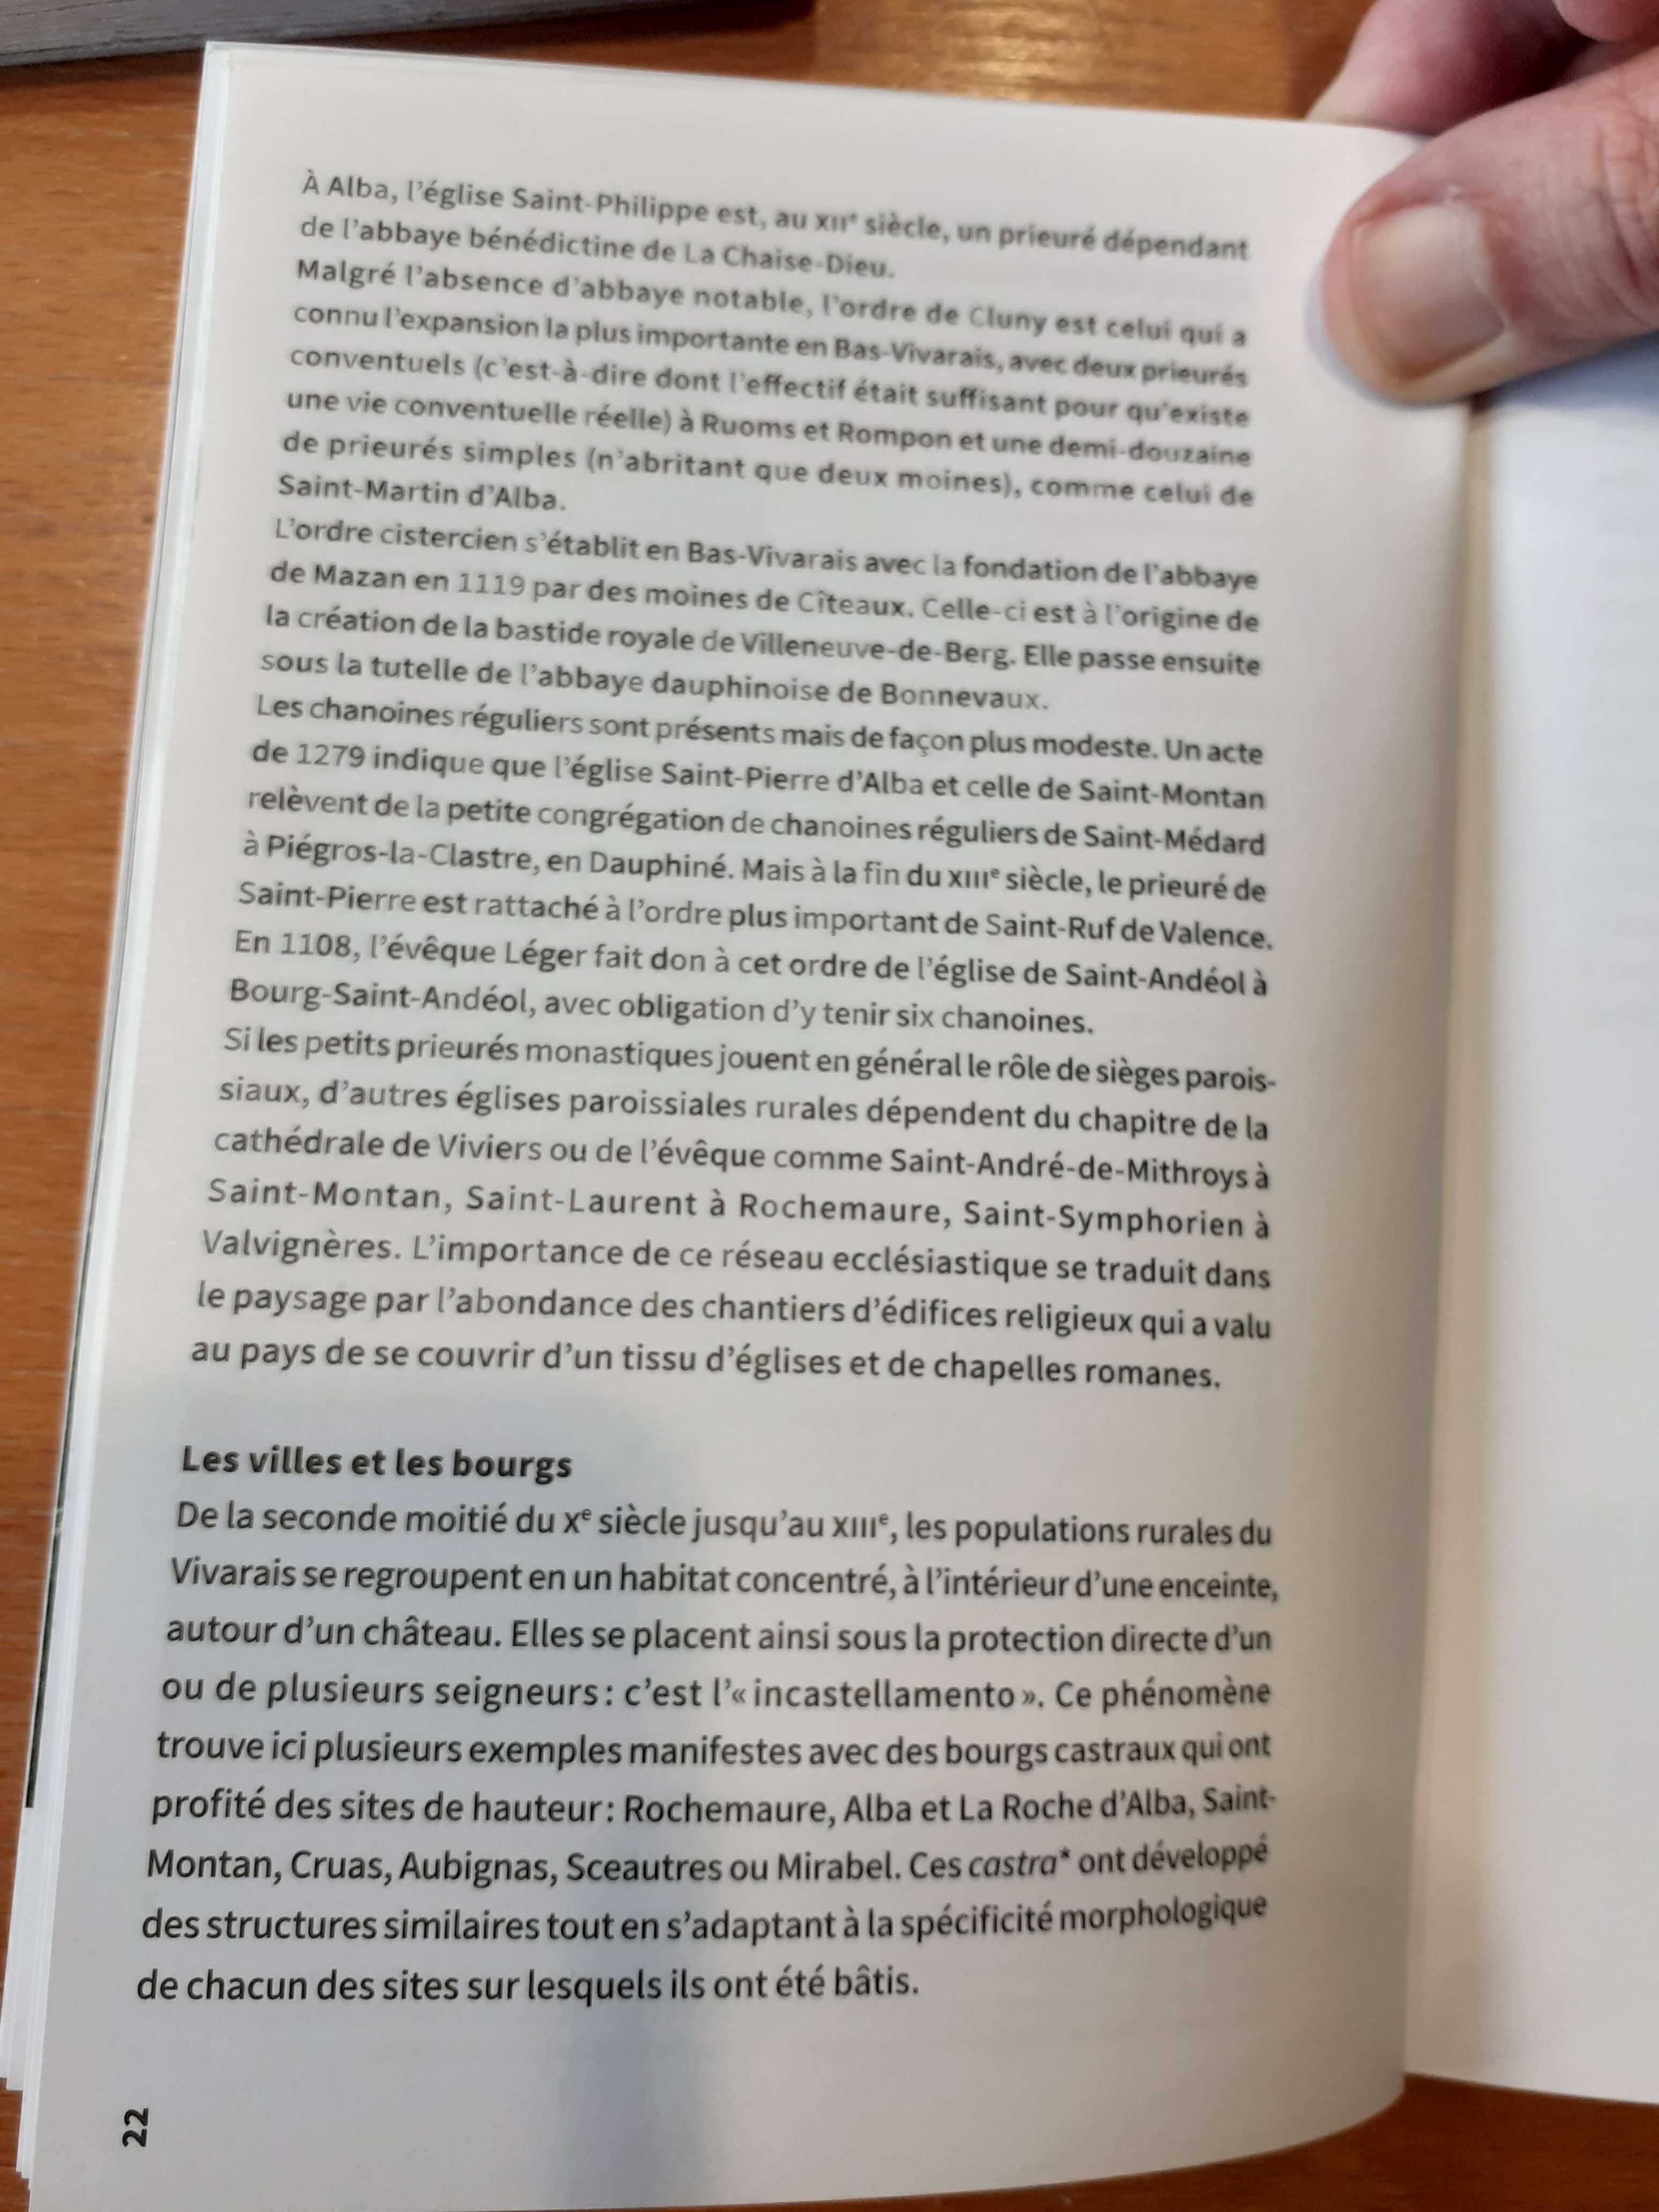 À Alba, l'église Saint-Philippe est, au XIIe siècle, un prieuré dépendant
de l'abbaye bénédictine de La Chaise-Dieu.
Malgré l'absence d'abbaye notable, l'ordre de Cluny est celui qui a
connu l'expansion la plus importante en Bas-Vivarais, avec deux prieurés
conventuels (c'est-à-dire dont l'effectif était suffisant pour qu'existe
une vie conventuelle réelle) à Ruoms et Rompon et une demi-douzaine
de prieurés simples (n'abritant que deux moines), comme celui de
Saint-Martin d'Alba.
L'ordre cistercien s'établit en Bas-Vivarais avec la fondation de l'abbaye
de Mazan en 1119 par des moines de Cîteaux. Celle-ci est à l'origine de
la création de la bastide royale de Villeneuve-de-Berg. Elle passe ensuite
sous la tutelle de l'abbaye dauphinoise de Bonnevaux.
Les chanoines réguliers sont présents mais de façon plus modeste. Un acte
de 1279 indique que l'église Saint-Pierre d'Alba et celle de Saint-Montan
relèvent de la petite congrégation de chanoines réguliers de Saint-Médard
à Piégros-la-Clastre, en Dauphiné. Mais à la fin du XIIIe siècle, le prieuré de
Saint-Pierre est rattaché à l'ordre plus important de Saint-Ruf de Valence.
En 1108, l'évêque Léger fait don à cet ordre de l'église de Saint-Andéol à
Bourg-Saint-Andéol, avec obligation d'y tenir six chanoines.
Si les petits prieurés monastiques jouent en général le rôle de sièges parois-
siaux, d'autres églises paroissiales rurales dépendent du chapitre de la
cathédrale de Viviers ou de l'évêque comme Saint-André-de-Mithroys à
Saint-Montan, Saint-Laurent à Rochemaure, Saint-Symphorien à
Valvignères. L'importance de ce réseau ecclésiastique se traduit dans
le paysage par l'abondance des chantiers d'édifices religieux qui a valu
au pays de se couvrir d'un tissu d'églises et de chapelles romanes.
Les villes et les bourgs
De la seconde moitié du Xe siècle jusqu'au XIIIe, les populations rurales du
Vivarais se regroupent en un habitat concentré, à l'intérieur d'une enceinte,
autour d'un château. Elles se placent ainsi sous la protection directe d'un
ou de plusieurs seigneurs : c'est l'« incastellamento ». Ce phénomène
trouve ici plusieurs exemples manifestes avec des bourgs castraux qui ont
profité des sites de hauteur : Rochemaure, Alba et La Roche d'Alba, Saint-
Montan, Cruas, Aubignas, Sceautres ou Mirabel. Ces castra* ont développé
des structures similaires tout en s'adaptant à la spécificité morphologique
de chacun des sites sur lesquels ils ont été bâtis.
22